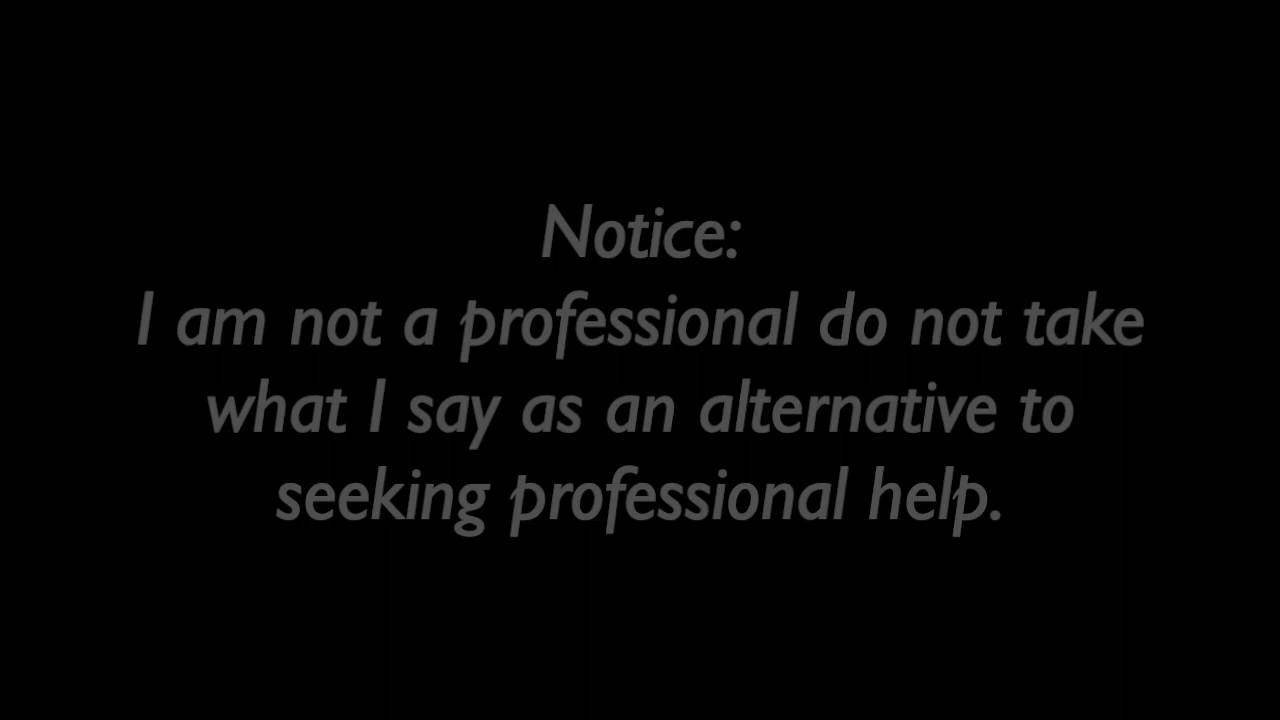 Notice:
I am not a professional do not take
what I say as an alternative to
seeking professional help.